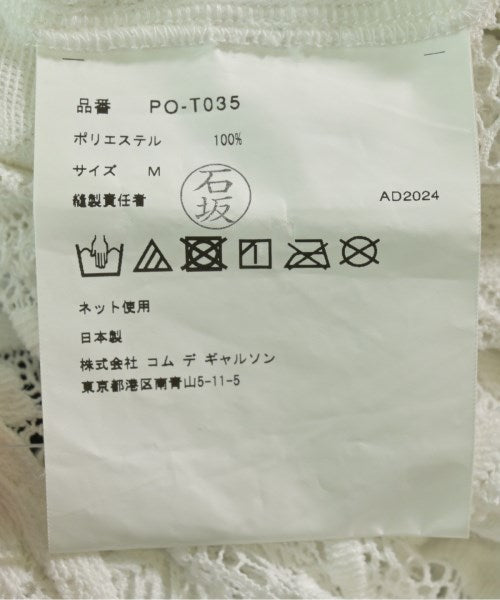 品番 PO-T035
ポリエステル 100%
サイズ M
石坂
縫製責任者
AD2024
ネット使用
日本製
株式会社 コム デ ギャルソン
東京都港区南青山5-11-5